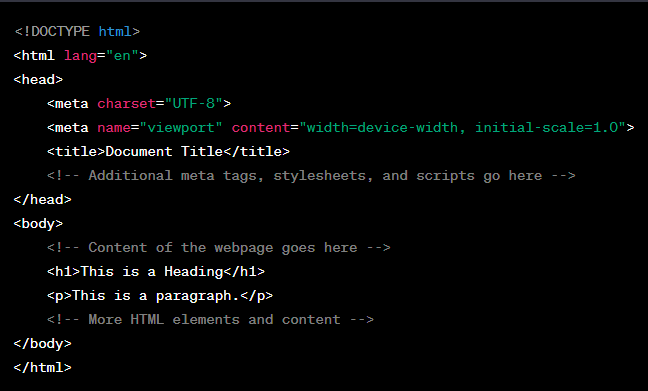 <!DOCTYPE html>
<html lang="en">
<head>
    <meta charset="UTF-8">
    <meta name="viewport" content="width=device-width, initial-scale=1.0">
    <title>Document Title</title>
    <!-- Additional meta tags, stylesheets, and scripts go here -->
</head>
<body>
    <!-- Content of the webpage goes here -->
    <h1>This is a Heading</h1>
    <p>This is a paragraph.</p>
    <!-- More HTML elements and content -->
</body>
</html>